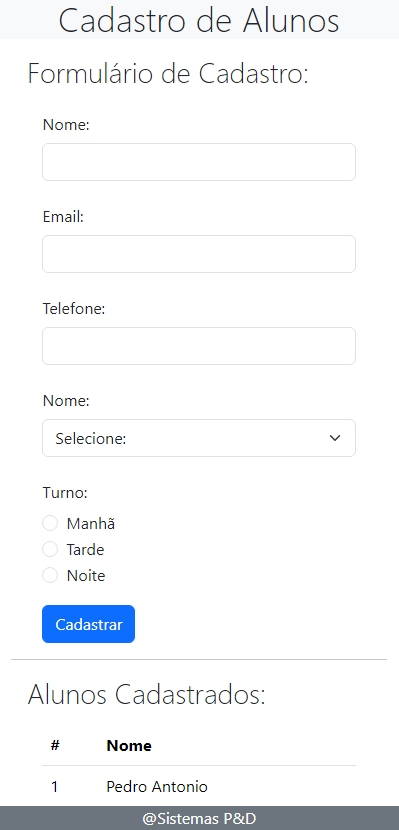 Cadastro de Alunos
Formulário de Cadastro:
Nome:
Email:
Telefone:
Nome:
Selecione:
Turno:
Manhã
Tarde
Noite
Cadastrar
Alunos Cadastrados:
# Nome
1 Pedro Antonio
@Sistemas P&D